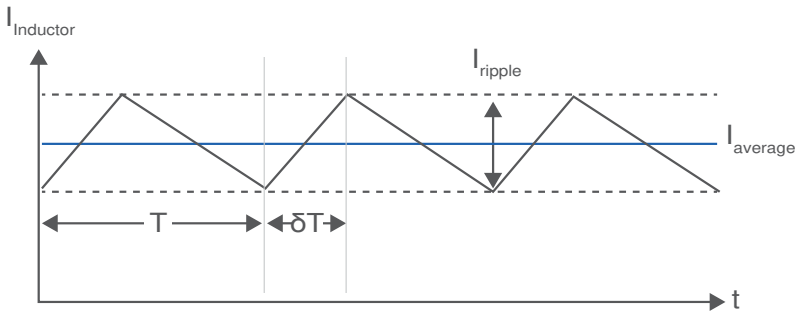 IInductor
Iripple
Iaverage
T
δT
t